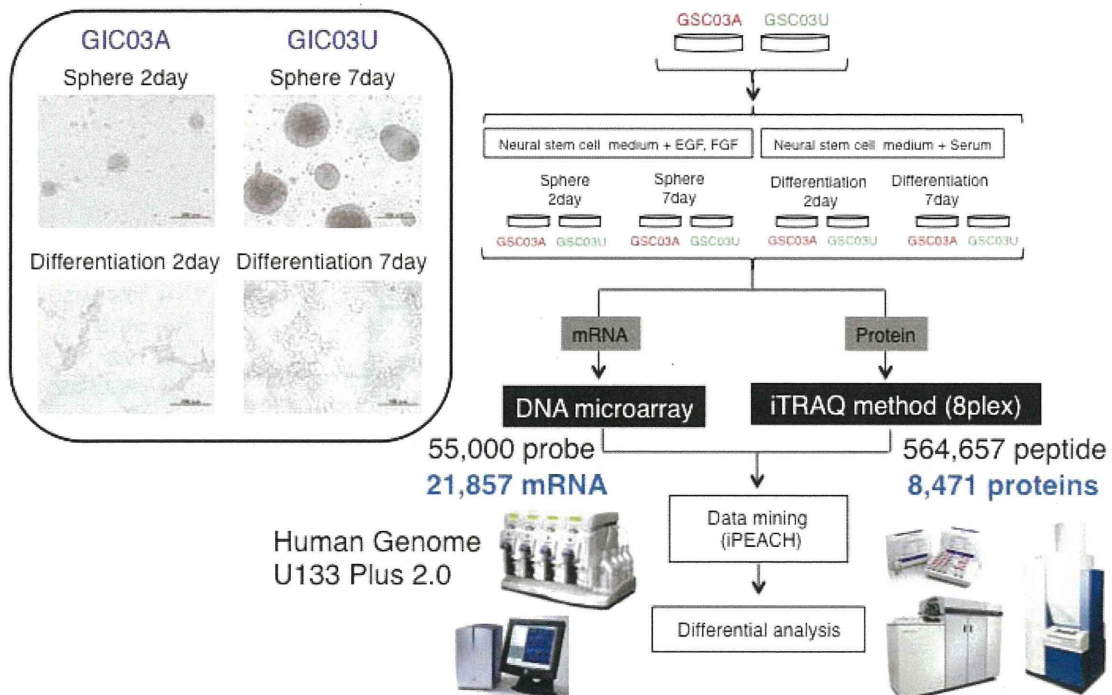 GIC03A
GIC03U
Sphere 2day
Sphere 7day
Differentiation 2day
Differentiation 7day
GSC03A
GSC03U
Neural stem cell medium + EGF, FGF
Neural stem cell medium + Serum
Sphere
2day
Sphere
7day
Differentiation
2day
Differentiation
7day
GSC03A
GSC03U
GSC03A
GSC03U
GSC03A
GSC03U
GSC03A
GSC03U
mRNA
Protein
DNA microarray
iTRAQ method (8plex)
55,000 probe
21,857 mRNA
564,657 peptide
8,471 proteins
Human Genome
U133 Plus 2.0
Data mining
(iPEACH)
Differential analysis